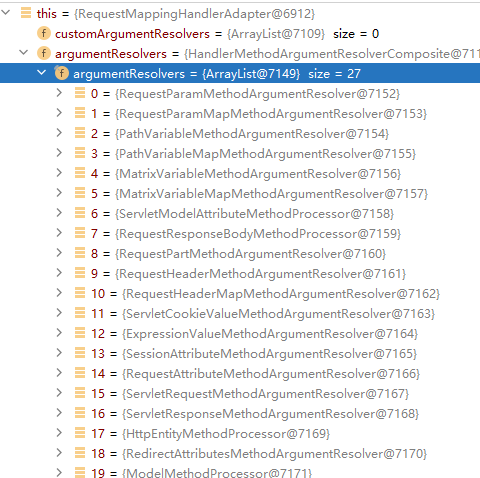 this = {RequestMappingHandlerAdapter@6912}
customArgumentResolvers = {ArrayList@7109} size = 0
argumentResolvers = {HandlerMethodArgumentResolverComposite@711
argumentResolvers = {ArrayList@7149} size = 27
0 = {RequestParamMethodArgumentResolver@7152}
1 = {RequestParamMapMethodArgumentResolver@7153}
2 = {PathVariableMethodArgumentResolver@7154}
3 = {PathVariableMapMethodArgumentResolver@7155}
4 = {MatrixVariableMethodArgumentResolver@7156}
5 = {MatrixVariableMapMethodArgumentResolver@7157}
6 = {ServletModelAttributeMethodProcessor@7158}
7 = {RequestResponseBodyMethodProcessor@7159}
8 = {RequestPartMethodArgumentResolver@7160}
9 = {RequestHeaderMethodArgumentResolver@7161}
10 = {RequestHeaderMapMethodArgumentResolver@7162}
11 = {ServletCookieValueMethodArgumentResolver@7163}
12 = {ExpressionValueMethodArgumentResolver@7164}
13 = {SessionAttributeMethodArgumentResolver@7165}
14 = {RequestAttributeMethodArgumentResolver@7166}
15 = {ServletRequestMethodArgumentResolver@7167}
16 = {ServletResponseMethodArgumentResolver@7168}
17 = {HttpEntityMethodProcessor@7169}
18 = {RedirectAttributesMethodArgumentResolver@7170}
19 = {ModelMethodProcessor@7171}